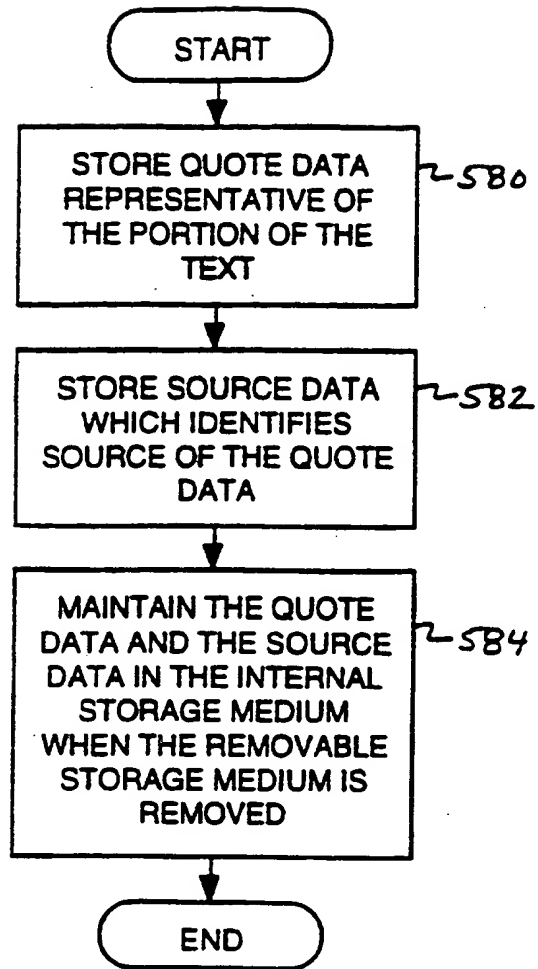 START
STORE QUOTE DATA
REPRESENTATIVE OF
THE PORTION OF THE
TEXT
580
STORE SOURCE DATA
WHICH IDENTIFIES
SOURCE OF THE QUOTE
DATA
582
MAINTAIN THE QUOTE
DATA AND THE SOURCE
DATA IN THE INTERNAL
STORAGE MEDIUM
WHEN THE REMOVABLE
STORAGE MEDIUM IS
REMOVED
584
END